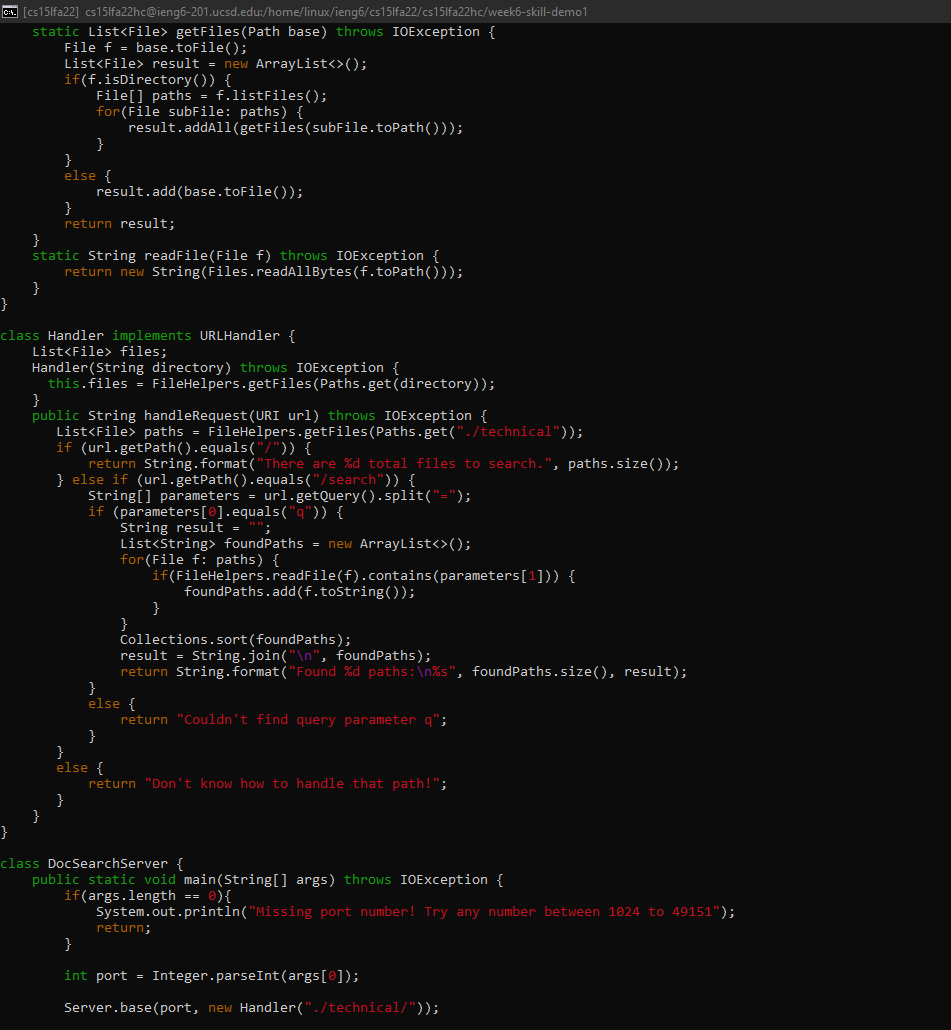 [cs15lfa22] cs15lfa22hc@ieng6-201.ucsd.edu:/home/linux/ieng6/cs15lfa22/cs15lfa22hc/week6-skill-demo1
    static List<File> getFiles(Path base) throws IOException {
        File f = base.toFile();
        List<File> result = new ArrayList<>();
        if(f.isDirectory()) {
            File[] paths = f.listFiles();
            for(File subFile: paths) {
                result.addAll(getFiles(subFile.toPath()));
            }
        }
        else {
            result.add(base.toFile());
        }
        return result;
    }
    static String readFile(File f) throws IOException {
        return new String(Files.readAllBytes(f.toPath()));
    }
}

class Handler implements URLHandler {
    List<File> files;
    Handler(String directory) throws IOException {
      this.files = FileHelpers.getFiles(Paths.get(directory));
    }
    public String handleRequest(URI url) throws IOException {
       List<File> paths = FileHelpers.getFiles(Paths.get("./technical"));
       if (url.getPath().equals("/")) {
           return String.format("There are %d total files to search.", paths.size());
       } else if (url.getPath().equals("/search")) {
           String[] parameters = url.getQuery().split("=");
           if (parameters[0].equals("q")) {
               String result = "";
               List<String> foundPaths = new ArrayList<>();
               for(File f: paths) {
                   if(FileHelpers.readFile(f).contains(parameters[1])) {
                       foundPaths.add(f.toString());
                   }
               }
               Collections.sort(foundPaths);
               result = String.join("\n", foundPaths);
               return String.format("Found %d paths:\n%s", foundPaths.size(), result);
           }
           else {
               return "Couldn't find query parameter q";
           }
       }
       else {
           return "Don't know how to handle that path!";
       }
    }
}

class DocSearchServer {
    public static void main(String[] args) throws IOException {
        if(args.length == 0){
            System.out.println("Missing port number! Try any number between 1024 to 49151");
            return;
        }

        int port = Integer.parseInt(args[0]);

        Server.base(port, new Handler("./technical/"));